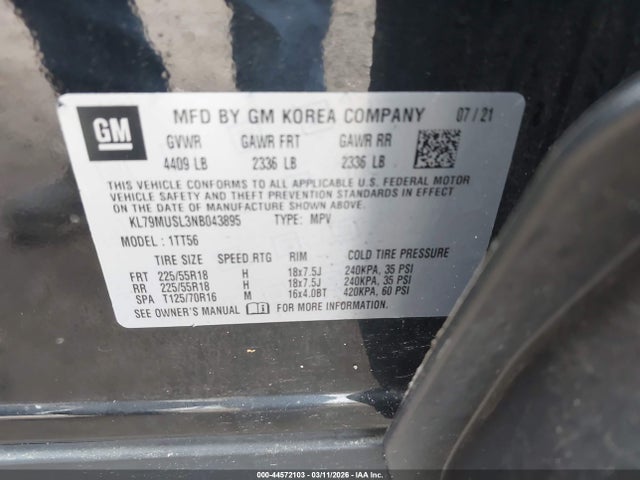 GM
MFD BY GM KOREA COMPANY 07 / 21
GVWR GAWR FRT GAWR RR
4409 LB 2336 LB 2336 LB
THIS VEHICLE CONFORMS TO ALL APPLICABLE U.S. FEDERAL MOTOR
VEHICLE SAFETY AND THEFT PREVENTION STANDARDS IN EFFECT
ON THE DATE OF MANUFACTURE SHOWN ABOVE.
KL79MUSL3NB043895 TYPE: MPV
MODEL : 1TT56
TIRE SIZE SPEED RTG RIM COLD TIRE PRESSURE
FRT 225/55R18 H 18x7.5J 240KPA, 35 PSI
RR 225/55R18 H 18x7.5J 240KPA, 35 PSI
SPA T125/70R16 M 16x4.0BT 420KPA, 60 PSI
SEE OWNER'S MANUAL FOR MORE INFORMATION.
000-44572103 - 03/11/2026 - IAA Inc.